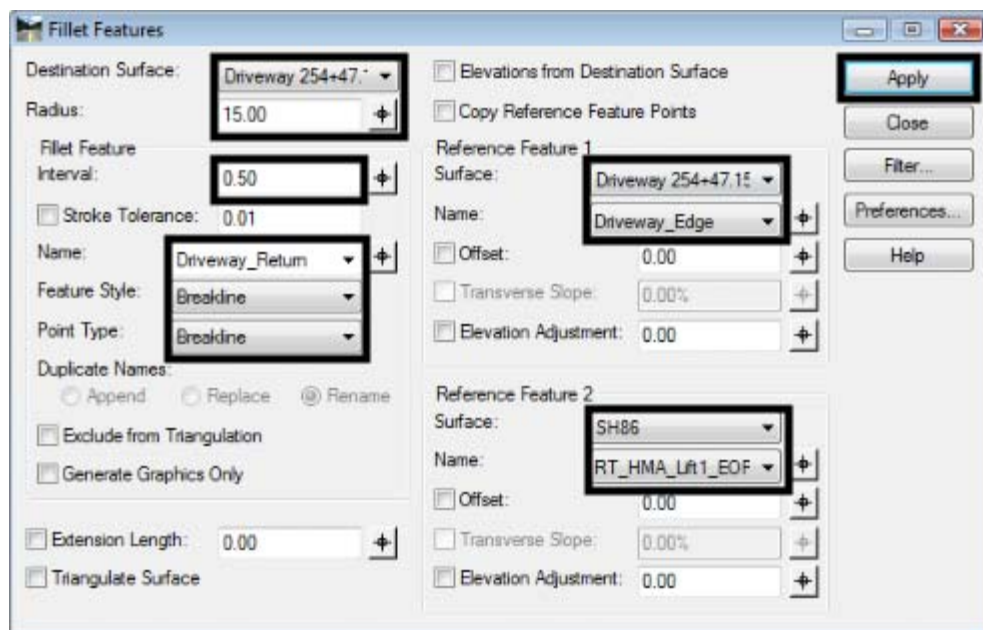 Fillet Features
Destination Surface: Driveway 254+47.1
Radius: 15.00
Fillet Feature
Interval: 0.50
Stroke Tolerance: 0.01
Name: Driveway_Return
Feature Style: Breakline
Point Type: Breakline
Duplicate Names:
Append Replace Rename
Exclude from Triangulation
Generate Graphics Only
Extension Length: 0.00
Triangulate Surface
Elevations from Destination Surface
Copy Reference Feature Points
Reference Feature 1
Surface: Driveway 254+47.15
Name: Driveway_Edge
Offset: 0.00
Transverse Slope: 0.00%
Elevation Adjustment: 0.00
Reference Feature 2
Surface: SH86
Name: RT_HMA_Lift1_EOP
Offset: 0.00
Transverse Slope: 0.00%
Elevation Adjustment: 0.00
Apply
Close
Filter...
Preferences...
Help